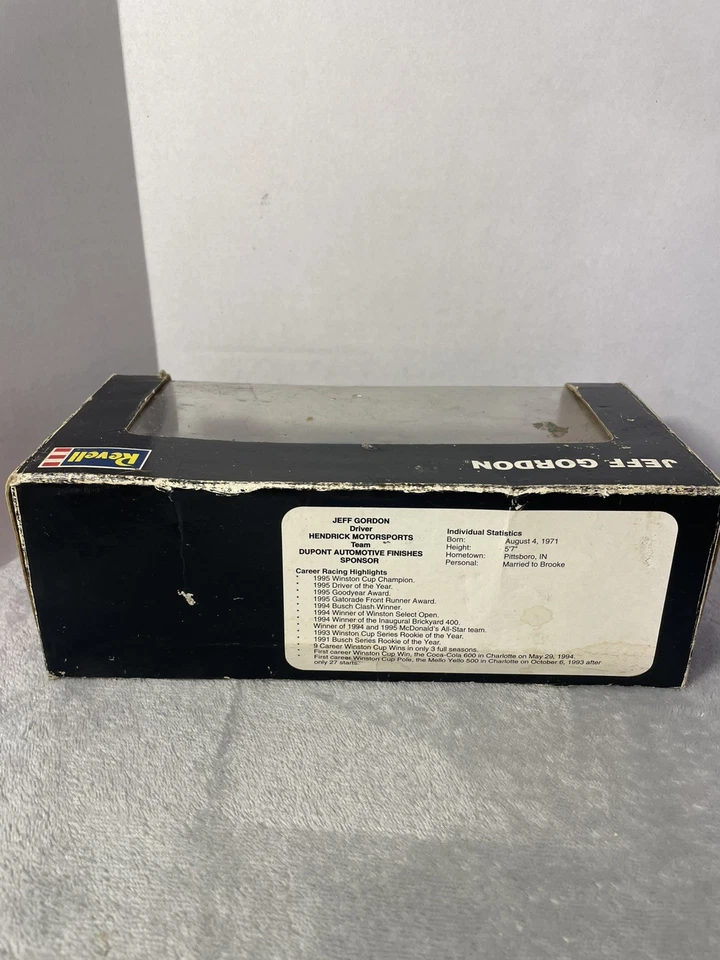 Revell
JEFF GORDON
JEFF GORDON
Driver
HENDRICK MOTORSPORTS
Team
DUPONT AUTOMOTIVE FINISHES
SPONSOR
Individual Statistics
Born: August 4, 1971
Height: 5'7"
Hometown: Pittsboro, IN
Personal: Married to Brooke
Career Racing Highlights
• 1995 Winston Cup Champion.
• 1995 Driver of the Year.
• 1995 Goodyear Award.
• 1995 Gatorade Front Runner Award.
• 1994 Busch Clash Winner.
• 1994 Winner of Winston Select Open.
• 1994 Winner of the Inaugural Brickyard 400.
• Winner of 1994 and 1995 McDonald's All-Star team.
• 1993 Winston Cup Series Rookie of the Year.
• 1991 Busch Series Rookie of the Year.
• 9 Career Winston Cup Wins in only 3 full seasons.
• First career Winston Cup Win, the Coca-Cola 600 in Charlotte on May 29, 1994.
• First career Winston Cup Pole, the Mello Yello 500 in Charlotte on October 6, 1993 after
only 27 starts.